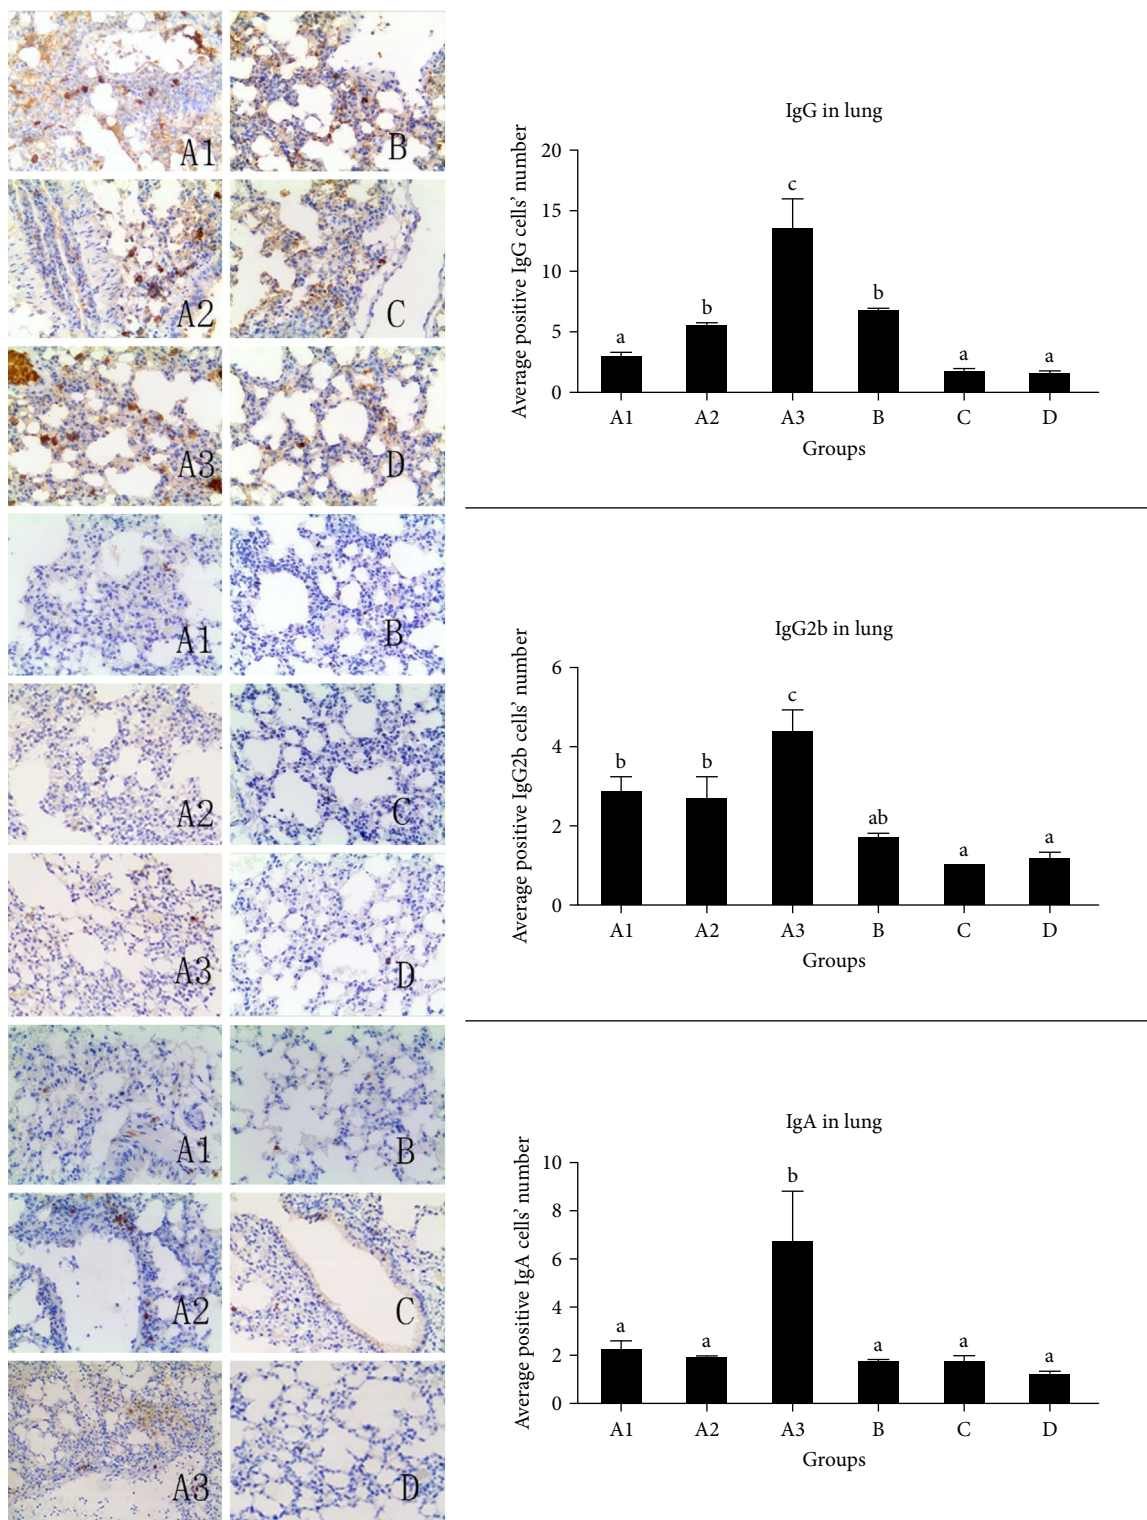 A1
B
A2
C
A3
D
IgG in lung
Average positive IgG cells' number
20
15
10
5
0
a
b
c
b
a
a
A1 A2 A3 B C D
Groups
A1
B
A2
C
A3
D
IgG2b in lung
Average positive IgG2b cells' number
6
4
2
0
b
b
c
ab
a
a
A1 A2 A3 B C D
Groups
A1
B
A2
C
A3
D
IgA in lung
Average positive IgA cells' number
10
8
6
4
2
0
a
a
b
a
a
a
A1 A2 A3 B C D
Groups